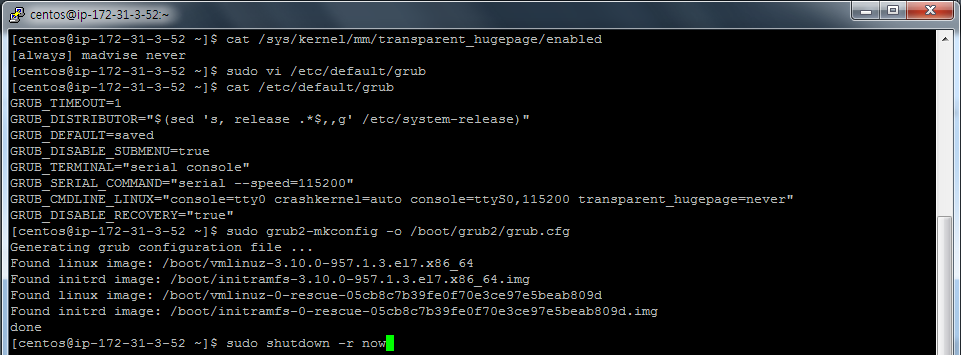 centos@ip-172-31-3-52:~
[centos@ip-172-31-3-52 ~]$ cat /sys/kernel/mm/transparent_hugepage/enabled
[always] madvise never
[centos@ip-172-31-3-52 ~]$ sudo vi /etc/default/grub
[centos@ip-172-31-3-52 ~]$ cat /etc/default/grub
GRUB_TIMEOUT=1
GRUB_DISTRIBUTOR="$(sed 's, release .*$,,g' /etc/system-release)"
GRUB_DEFAULT=saved
GRUB_DISABLE_SUBMENU=true
GRUB_TERMINAL="serial console"
GRUB_SERIAL_COMMAND="serial --speed=115200"
GRUB_CMDLINE_LINUX="console=tty0 crashkernel=auto console=ttyS0,115200 transparent_hugepage=never"
GRUB_DISABLE_RECOVERY="true"
[centos@ip-172-31-3-52 ~]$ sudo grub2-mkconfig -o /boot/grub2/grub.cfg
Generating grub configuration file ...
Found linux image: /boot/vmlinuz-3.10.0-957.1.3.el7.x86_64
Found initrd image: /boot/initramfs-3.10.0-957.1.3.el7.x86_64.img
Found linux image: /boot/vmlinuz-0-rescue-05cb8c7b39fe0f70e3ce97e5beab809d
Found initrd image: /boot/initramfs-0-rescue-05cb8c7b39fe0f70e3ce97e5beab809d.img
done
[centos@ip-172-31-3-52 ~]$ sudo shutdown -r now